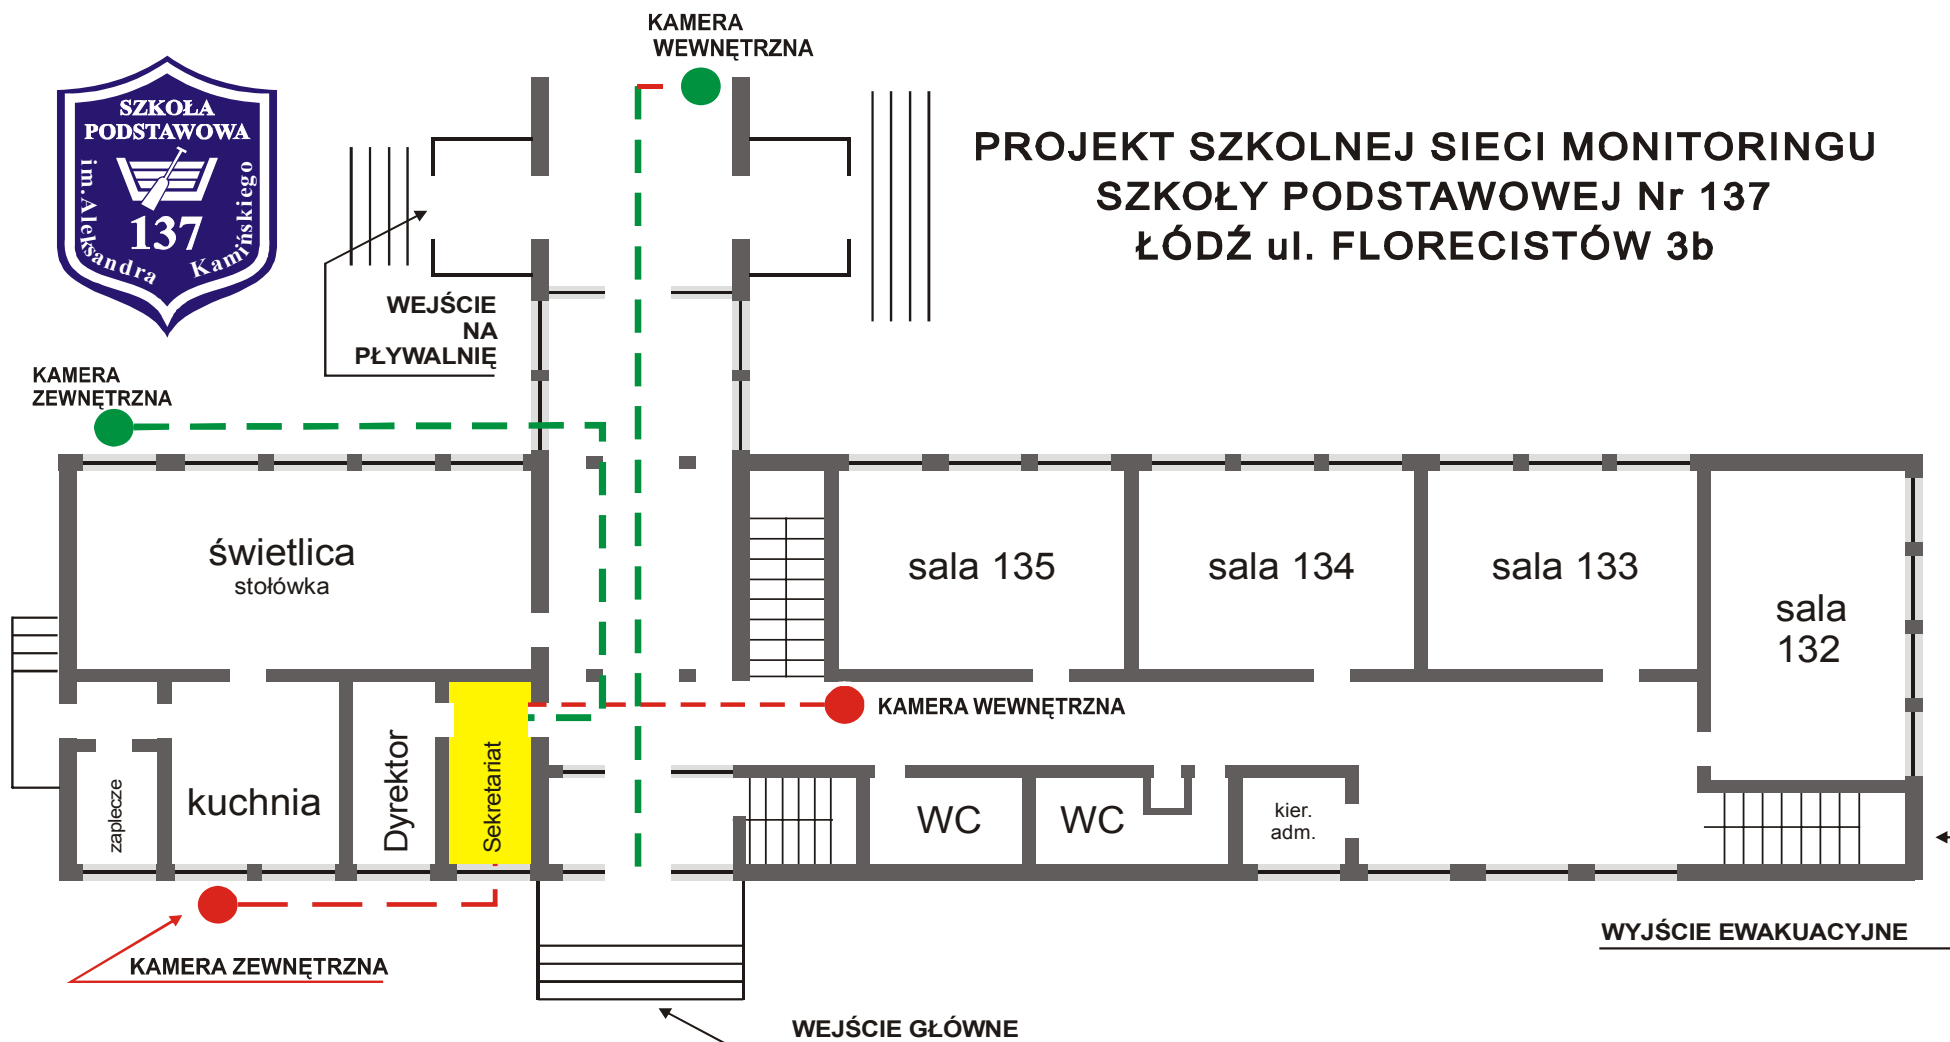 KAMERA
WEWNĘTRZNA
SZKOŁA
PODSTAWOWA
im. Aleksandra Kamińskiego
137
PROJEKT SZKOLNEJ SIECI MONITORINGU
SZKOŁY PODSTAWOWEJ Nr 137
ŁÓDŹ ul. FLORECISTÓW 3b
WEJŚCIE
NA
PŁYWALNIĘ
KAMERA
ZEWNĘTRZNA
świetlica
stołówka
sala 135
sala 134
sala 133
sala
132
KAMERA WEWNĘTRZNA
zaplecze
kuchnia
Dyrektor
Sekretariat
WC
WC
kier.
adm.
KAMERA ZEWNĘTRZNA
WYJŚCIE EWAKUACYJNE
WEJŚCIE GŁÓWNE